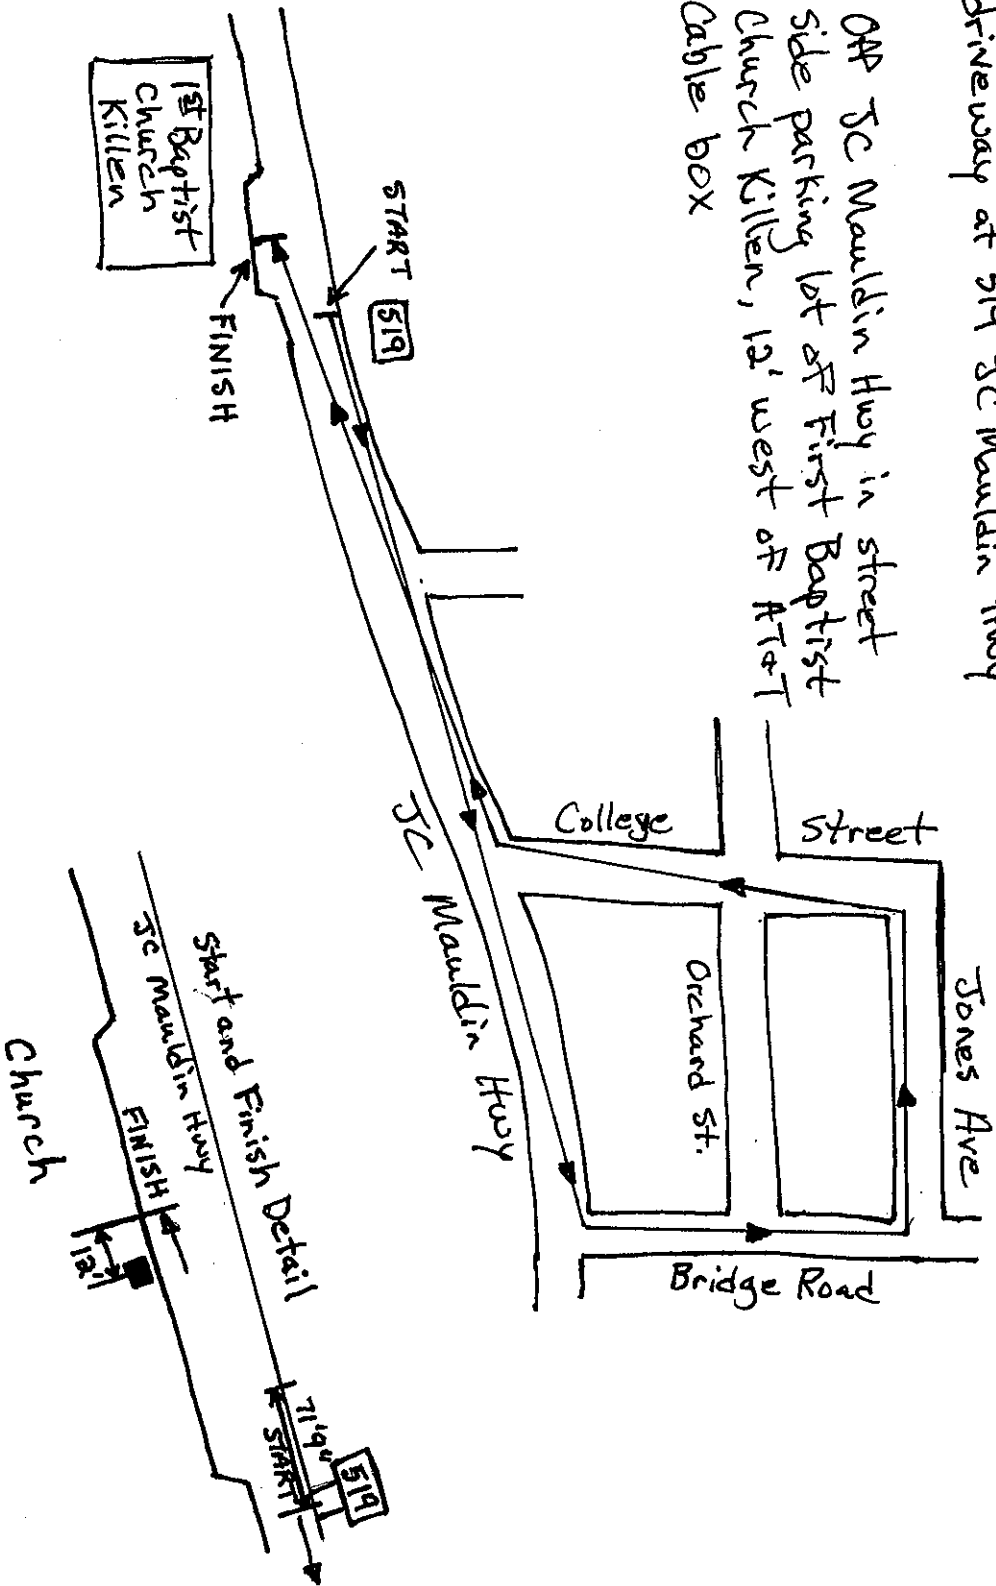 driveway at 519 JC Mauldin Hwy
Off JC Mauldin Hwy in street
side parking lot of First Baptist
Church Killen, 12' west of AT&T
Cable box
START
519
FINISH
1st Baptist
Church
Killen
College
Street
Jones Ave
Orchard St.
Bridge Road
JC Mauldin Hwy
Start and Finish Detail
JC Mauldin Hwy
FINISH
12'
Church
71'9"
START
519